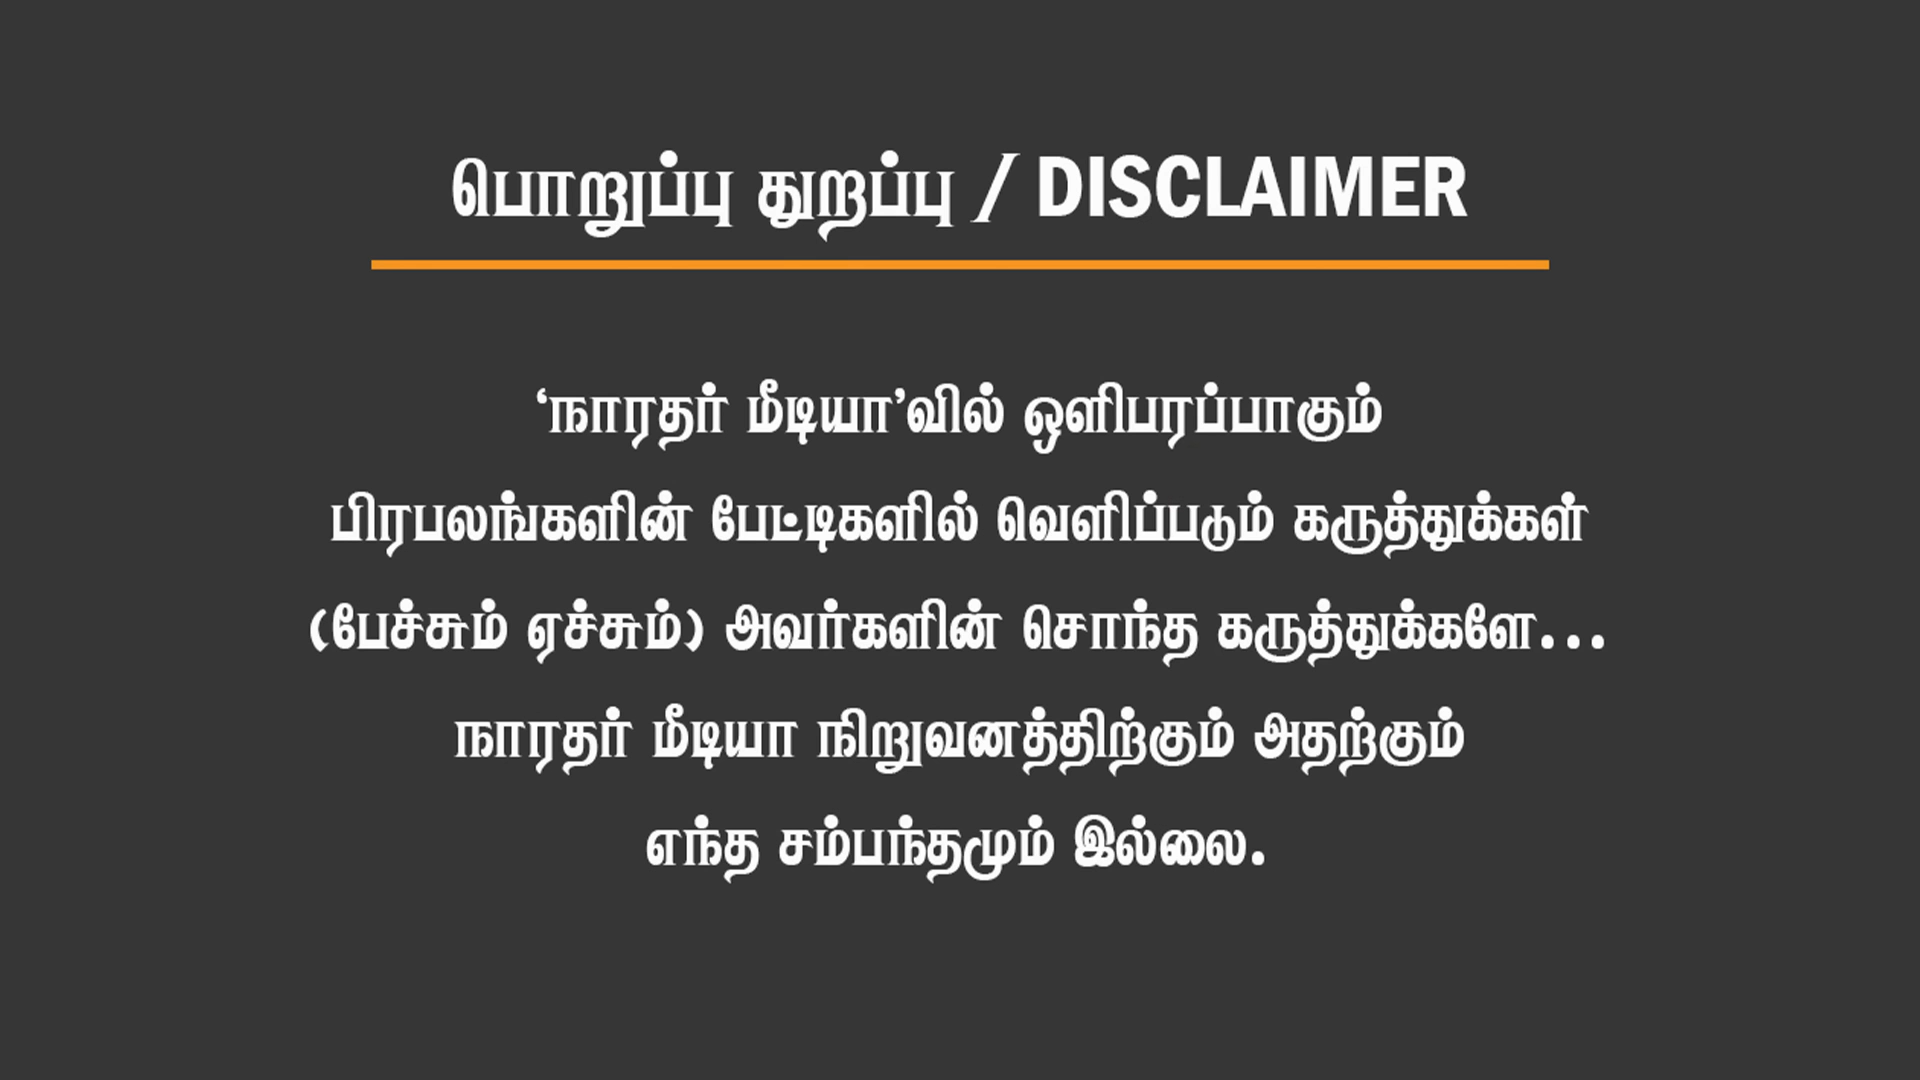 பொறுப்பு துறப்பு / DISCLAIMER
‘நாரதர் மீடியா’வில் ஒளிபரப்பாகும்
பிரபலங்களின் பேட்டிகளில் வெளிப்படும் கருத்துக்கள்
(பேச்சும் ஏச்சும்) அவர்களின் சொந்த கருத்துக்களே...
நாரதர் மீடியா நிறுவனத்திற்கும் அதற்கும்
எந்த சம்பந்தமும் இல்லை.